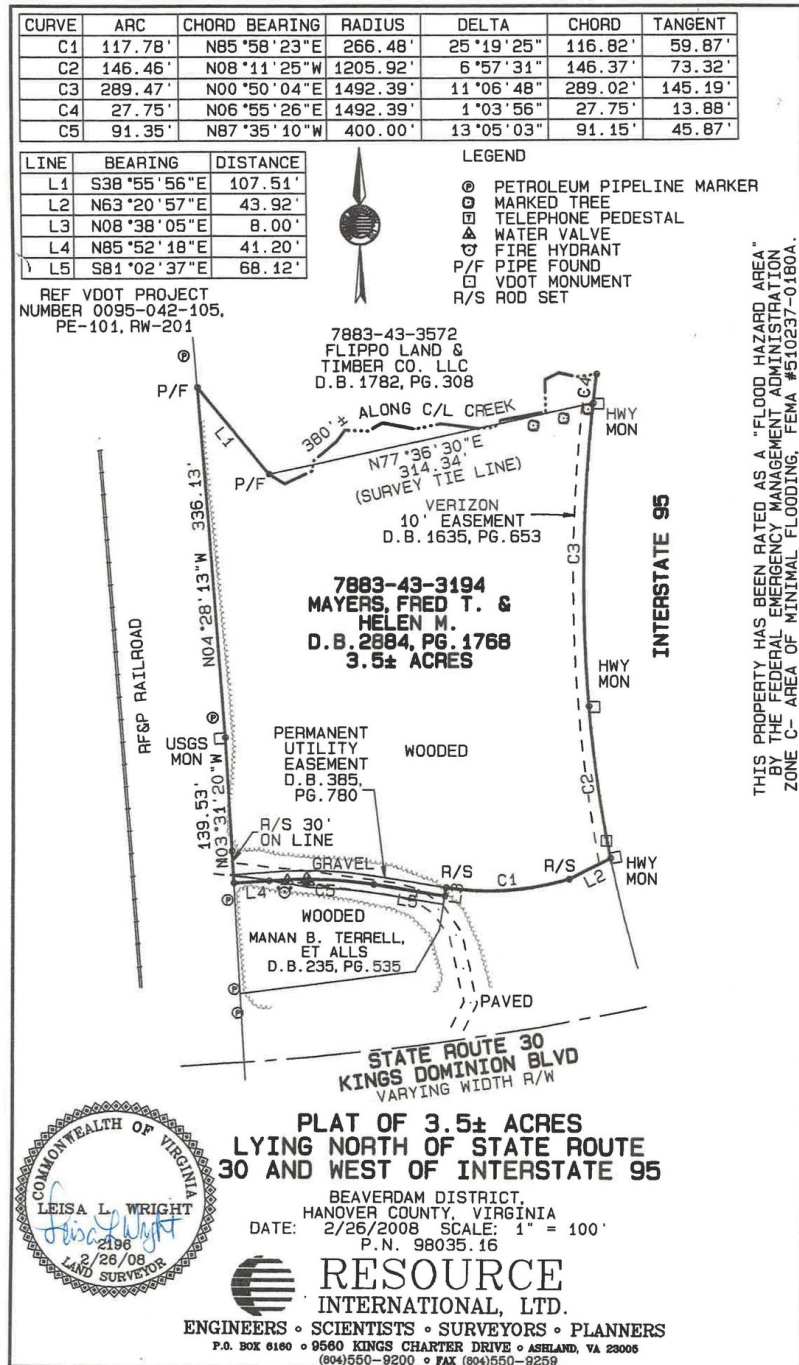 CURVE ARC CHORD BEARING RADIUS DELTA CHORD TANGENT
C1 117.78' N85°58'23"E 266.48' 25°19'25" 116.82' 59.87'
C2 146.46' N08°11'25"W 1205.92' 6°57'31" 146.37' 73.32'
C3 289.47' N00°50'04"E 1492.39' 11°06'48" 289.02' 145.19'
C4 27.75' N06°55'26"E 1492.39' 1°03'56" 27.75' 13.88'
C5 91.35' N87°35'10"W 400.00' 13°05'03" 91.15' 45.87'
LINE BEARING DISTANCE
L1 S38°55'56"E 107.51'
L2 N63°20'57"E 43.92'
L3 N08°38'05"E 8.00'
L4 N85°52'18"E 41.20'
L5 S81°02'37"E 68.12'
LEGEND
P PETROLEUM PIPELINE MARKER
MARKED TREE
T TELEPHONE PEDESTAL
WATER VALVE
FIRE HYDRANT
P/F PIPE FOUND
VDOT MONUMENT
R/S ROD SET
REF VDOT PROJECT
NUMBER 0095-042-105,
PE-101, RW-201
7883-43-3572
FLIPPO LAND &
TIMBER CO. LLC
D.B. 1782, PG. 308
P
P/F
L1
P/F
380'± ALONG C/L CREEK
N77°36'30"E
314.34'
(SURVEY TIE LINE)
C4
HWY
MON
VERIZON
10' EASEMENT
D.B. 1635, PG. 653
C3
N04°28'13"W 336.13'
7883-43-3194
MAYERS, FRED T. &
HELEN M.
D.B. 2884, PG. 1768
3.5± ACRES
INTERSTATE 95
RF&P RAILROAD
HWY
MON
P
USGS
MON
PERMANENT
UTILITY
EASEMENT
D.B. 385,
PG. 780
WOODED
C2
139.53'
N03°31'20"W
R/S 30'
ON LINE
GRAVEL
R/S
C1
R/S
L2
T
HWY
MON
L4
C5
L5
L3
P
WOODED
MANAN B. TERRELL,
ET ALLS
D.B. 235, PG. 535
P
P
PAVED
STATE ROUTE 30
KINGS DOMINION BLVD
VARYING WIDTH R/W
THIS PROPERTY HAS BEEN RATED AS A "FLOOD HAZARD AREA"
BY THE FEDERAL EMERGENCY MANAGEMENT ADMINISTRATION
ZONE C- AREA OF MINIMAL FLOODING, FEMA #510237-0180A.
PLAT OF 3.5± ACRES
LYING NORTH OF STATE ROUTE
30 AND WEST OF INTERSTATE 95
BEAVERDAM DISTRICT,
HANOVER COUNTY, VIRGINIA
DATE: 2/26/2008 SCALE: 1" = 100'
P.N. 98035.16
COMMONWEALTH OF VIRGINIA
LEISA L. WRIGHT
Leisa L Wright
2196
2/26/08
LAND SURVEYOR
RESOURCE
INTERNATIONAL, LTD.
ENGINEERS ∘ SCIENTISTS ∘ SURVEYORS ∘ PLANNERS
P.O. BOX 6160 ∘ 9560 KINGS CHARTER DRIVE ∘ ASHLAND, VA 23005
(804)550-9200 ∘ FAX (804)550-9259